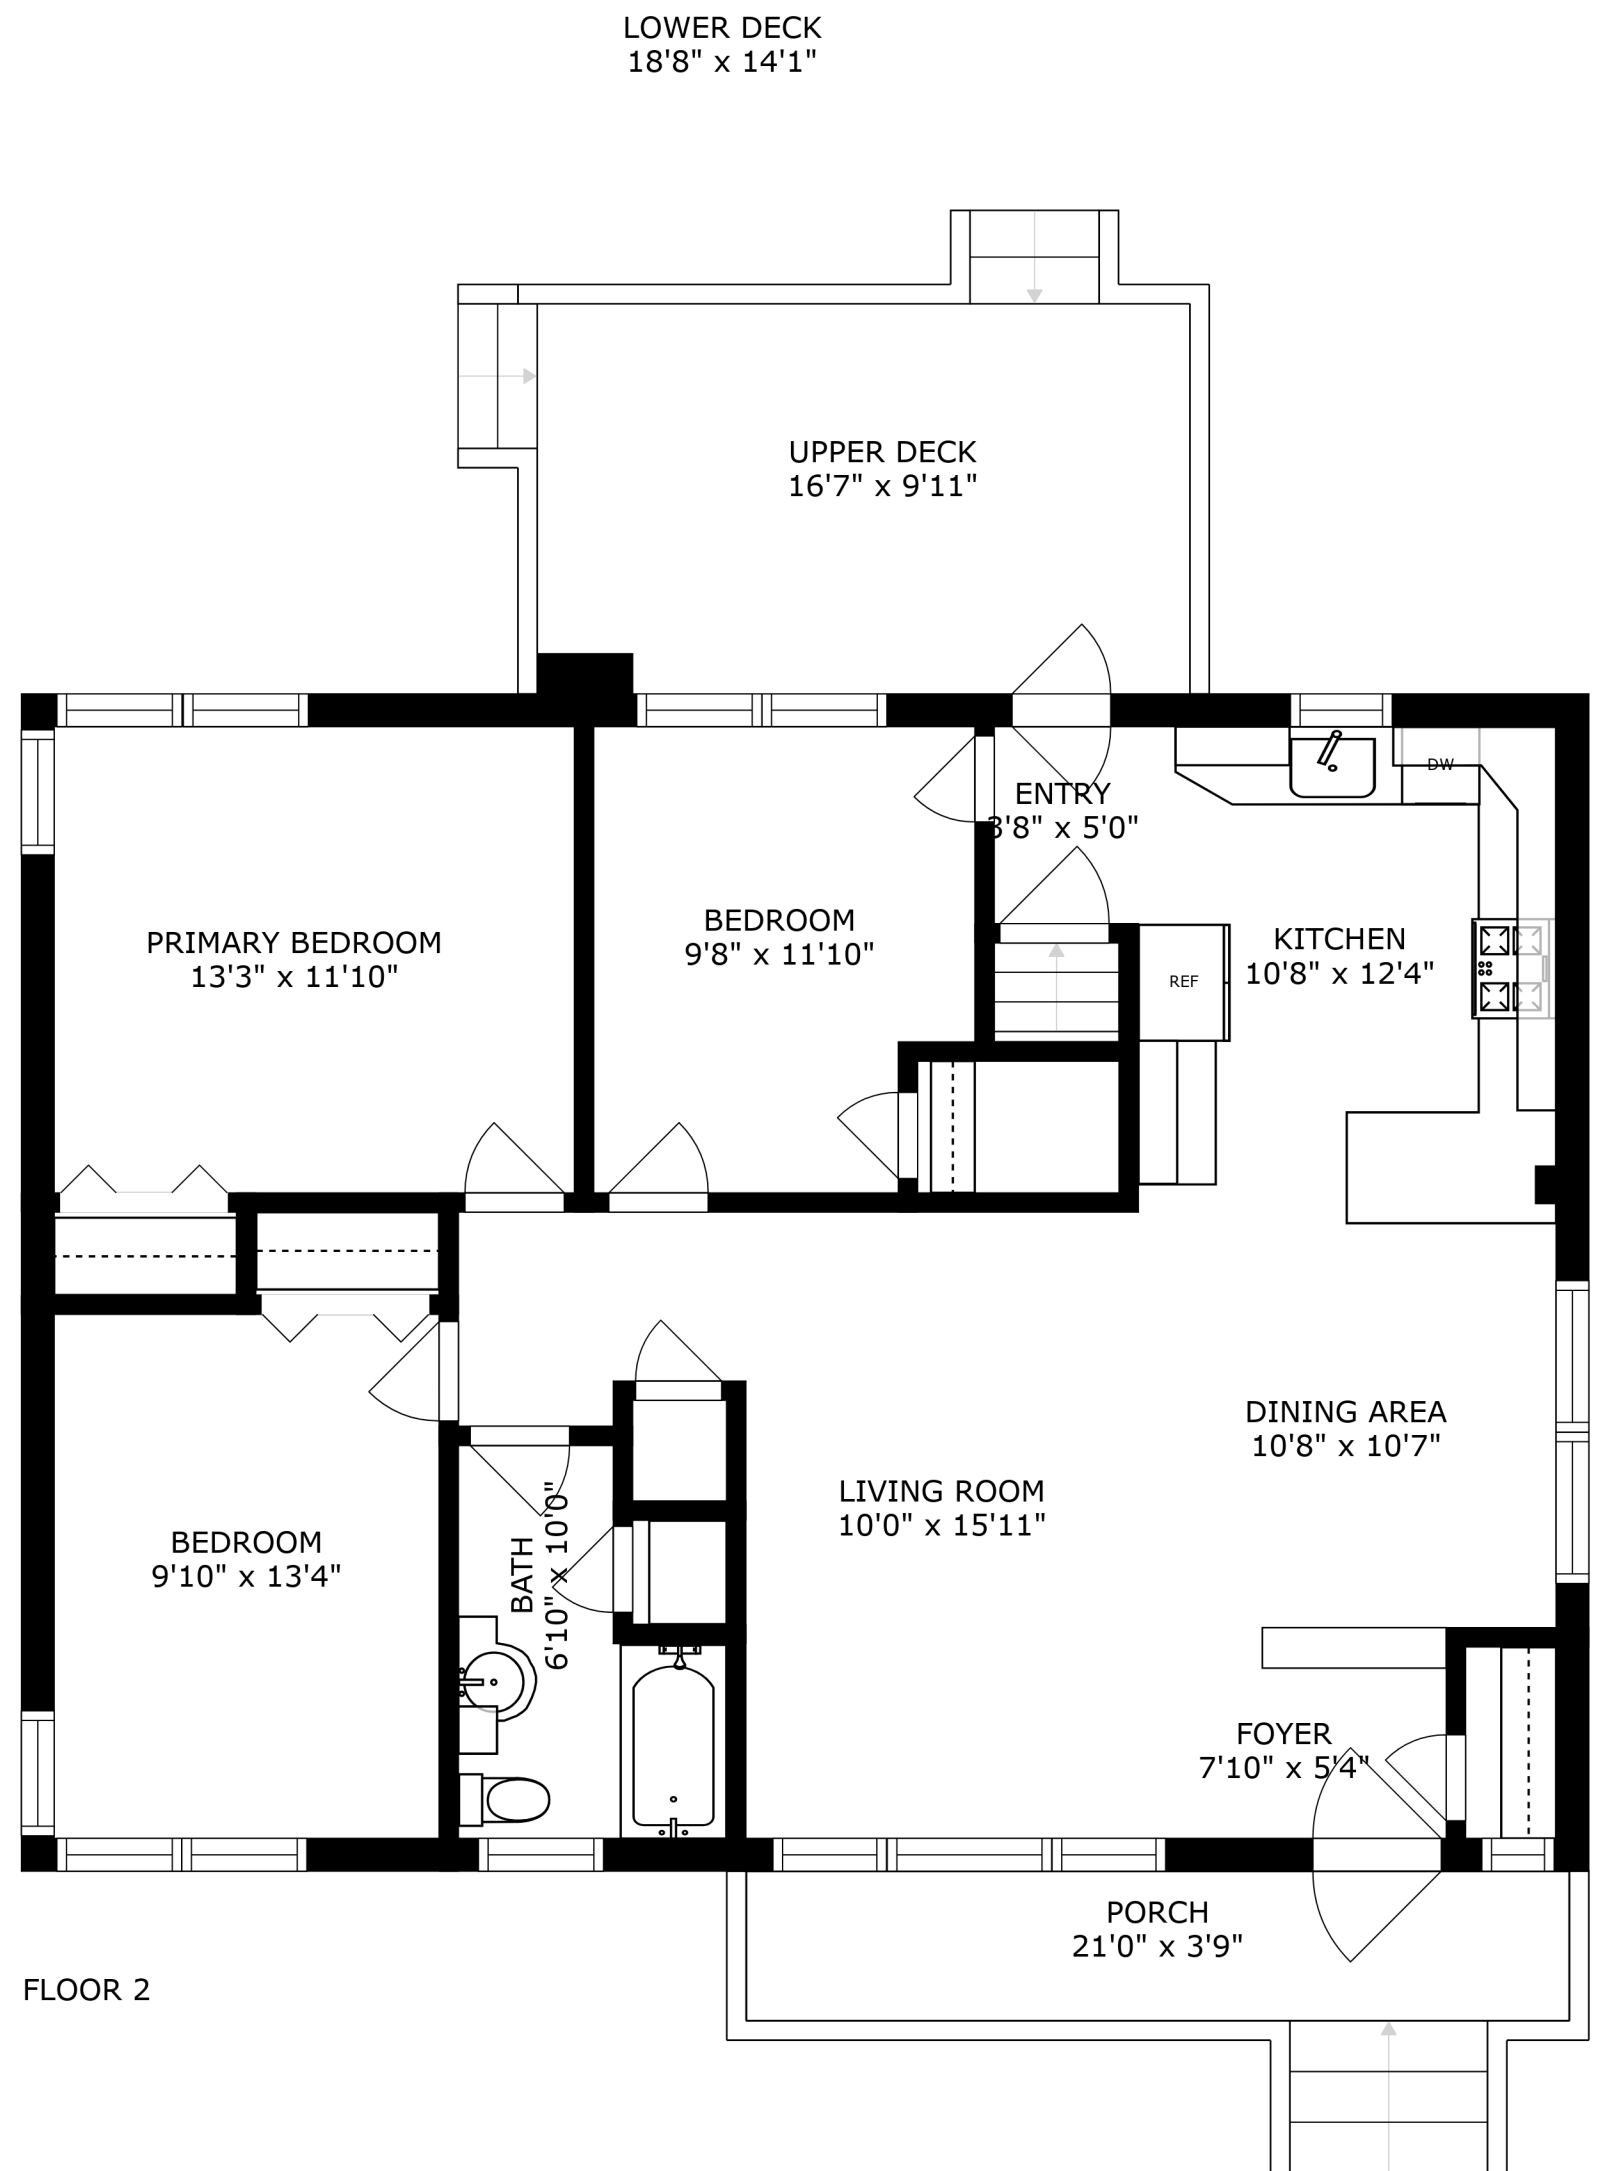 LOWER DECK
18'8" x 14'1"
UPPER DECK
16'7" x 9'11"
DW
ENTRY
3'8" x 5'0"
PRIMARY BEDROOM
13'3" x 11'10"
BEDROOM
9'8" x 11'10"
REF
KITCHEN
10'8" x 12'4"
DINING AREA
10'8" x 10'7"
LIVING ROOM
10'0" x 15'11"
BEDROOM
9'10" x 13'4"
BATH
6'10" x 10'0"
FOYER
7'10" x 5'4"
PORCH
21'0" x 3'9"
FLOOR 2